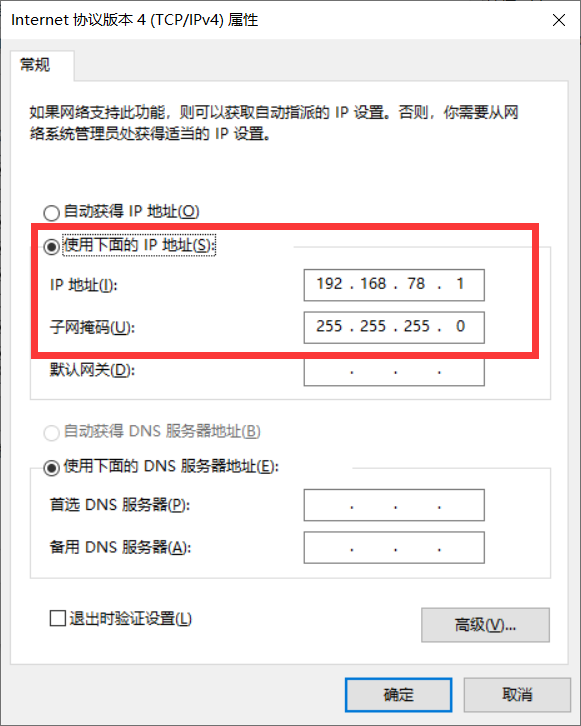 Internet 协议版本 4 (TCP/IPv4) 属性
常规
如果网络支持此功能，则可以获取自动指派的 IP 设置。否则，你需要从网
络系统管理员处获得适当的 IP 设置。
自动获得 IP 地址(O)
使用下面的 IP 地址(S):
IP 地址(I): 192 . 168 . 78 . 1
子网掩码(U): 255 . 255 . 255 . 0
默认网关(D): . . .
自动获得 DNS 服务器地址(B)
使用下面的 DNS 服务器地址(E):
首选 DNS 服务器(P): . . .
备用 DNS 服务器(A): . . .
退出时验证设置(L)
高级(V)...
确定 取消